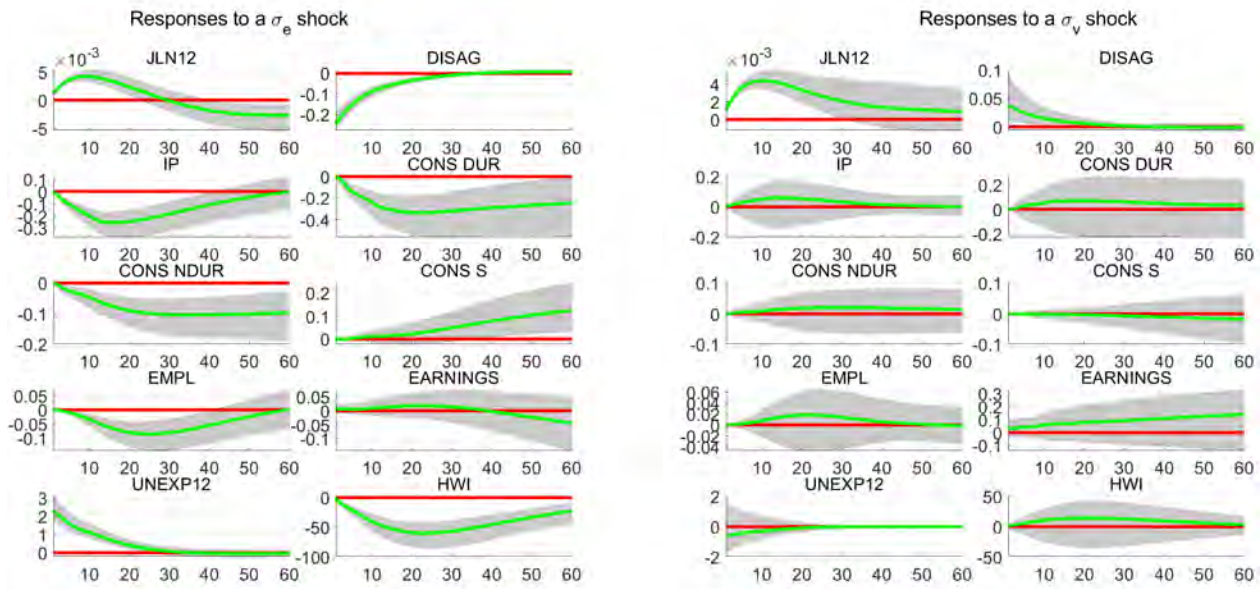 Responses to a σe shock
×10-3 JLN12
5
0
-5
10 20 30 40 50 60
DISAG
0
-0.1
-0.2
10 20 30 40 50 60
IP
0.1
0
-0.1
-0.2
-0.3
10 20 30 40 50 60
CONS DUR
0
-0.2
-0.4
10 20 30 40 50 60
CONS NDUR
0
-0.1
-0.2
10 20 30 40 50 60
CONS S
0.2
0.1
0
10 20 30 40 50 60
EMPL
0.05
0
-0.05
-0.1
10 20 30 40 50 60
EARNINGS
0.05
0
-0.05
-0.1
10 20 30 40 50 60
UNEXP12
3
2
1
0
10 20 30 40 50 60
HWI
0
-50
-100
10 20 30 40 50 60
Responses to a σv shock
×10-3 JLN12
4
2
0
10 20 30 40 50 60
DISAG
0.1
0.05
0
10 20 30 40 50 60
IP
0.2
0
-0.2
10 20 30 40 50 60
CONS DUR
0.2
0
-0.2
10 20 30 40 50 60
CONS NDUR
0.1
0
-0.1
10 20 30 40 50 60
CONS S
0.1
0
-0.1
10 20 30 40 50 60
EMPL
0.06
0.04
0.02
0
-0.02
-0.04
10 20 30 40 50 60
EARNINGS
0.3
0.2
0.1
0
-0.1
10 20 30 40 50 60
UNEXP12
2
0
-2
10 20 30 40 50 60
HWI
50
0
-50
10 20 30 40 50 60